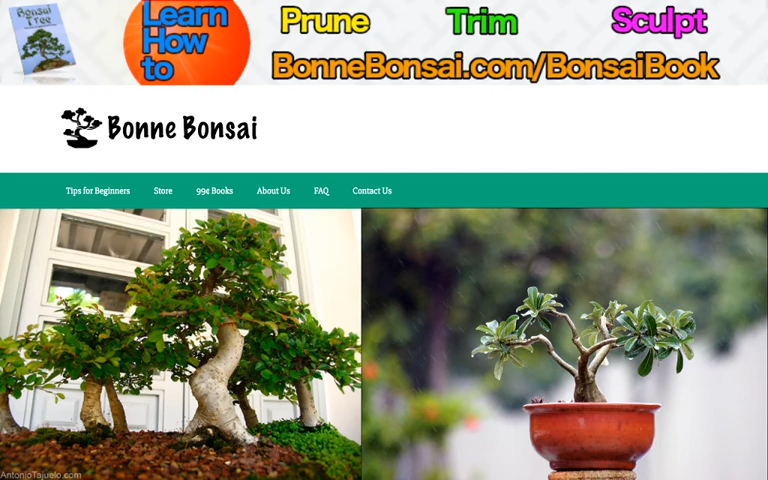 Bonsai
Tree
Learn
How
to
Prune
Trim
Sculpt
BonneBonsai.com/BonsaiBook
Bonne Bonsai
Tips for Beginners
Store
99¢ Books
About Us
FAQ
Contact Us
AntonioTajuelo.com